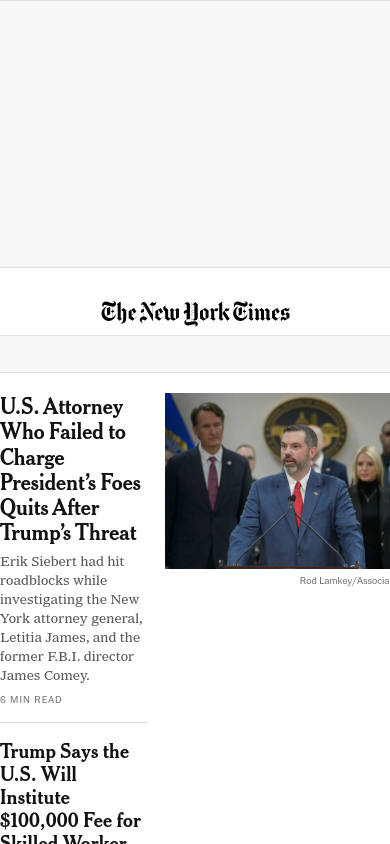 The New York Times
U.S. Attorney
Who Failed to
Charge
President’s Foes
Quits After
Trump’s Threat
Erik Siebert had hit
roadblocks while
investigating the New
York attorney general,
Letitia James, and the
former F.B.I. director
James Comey.
6 MIN READ
Rod Lamkey/Associa
Trump Says the
U.S. Will
Institute
$100,000 Fee for
Skilled Worker